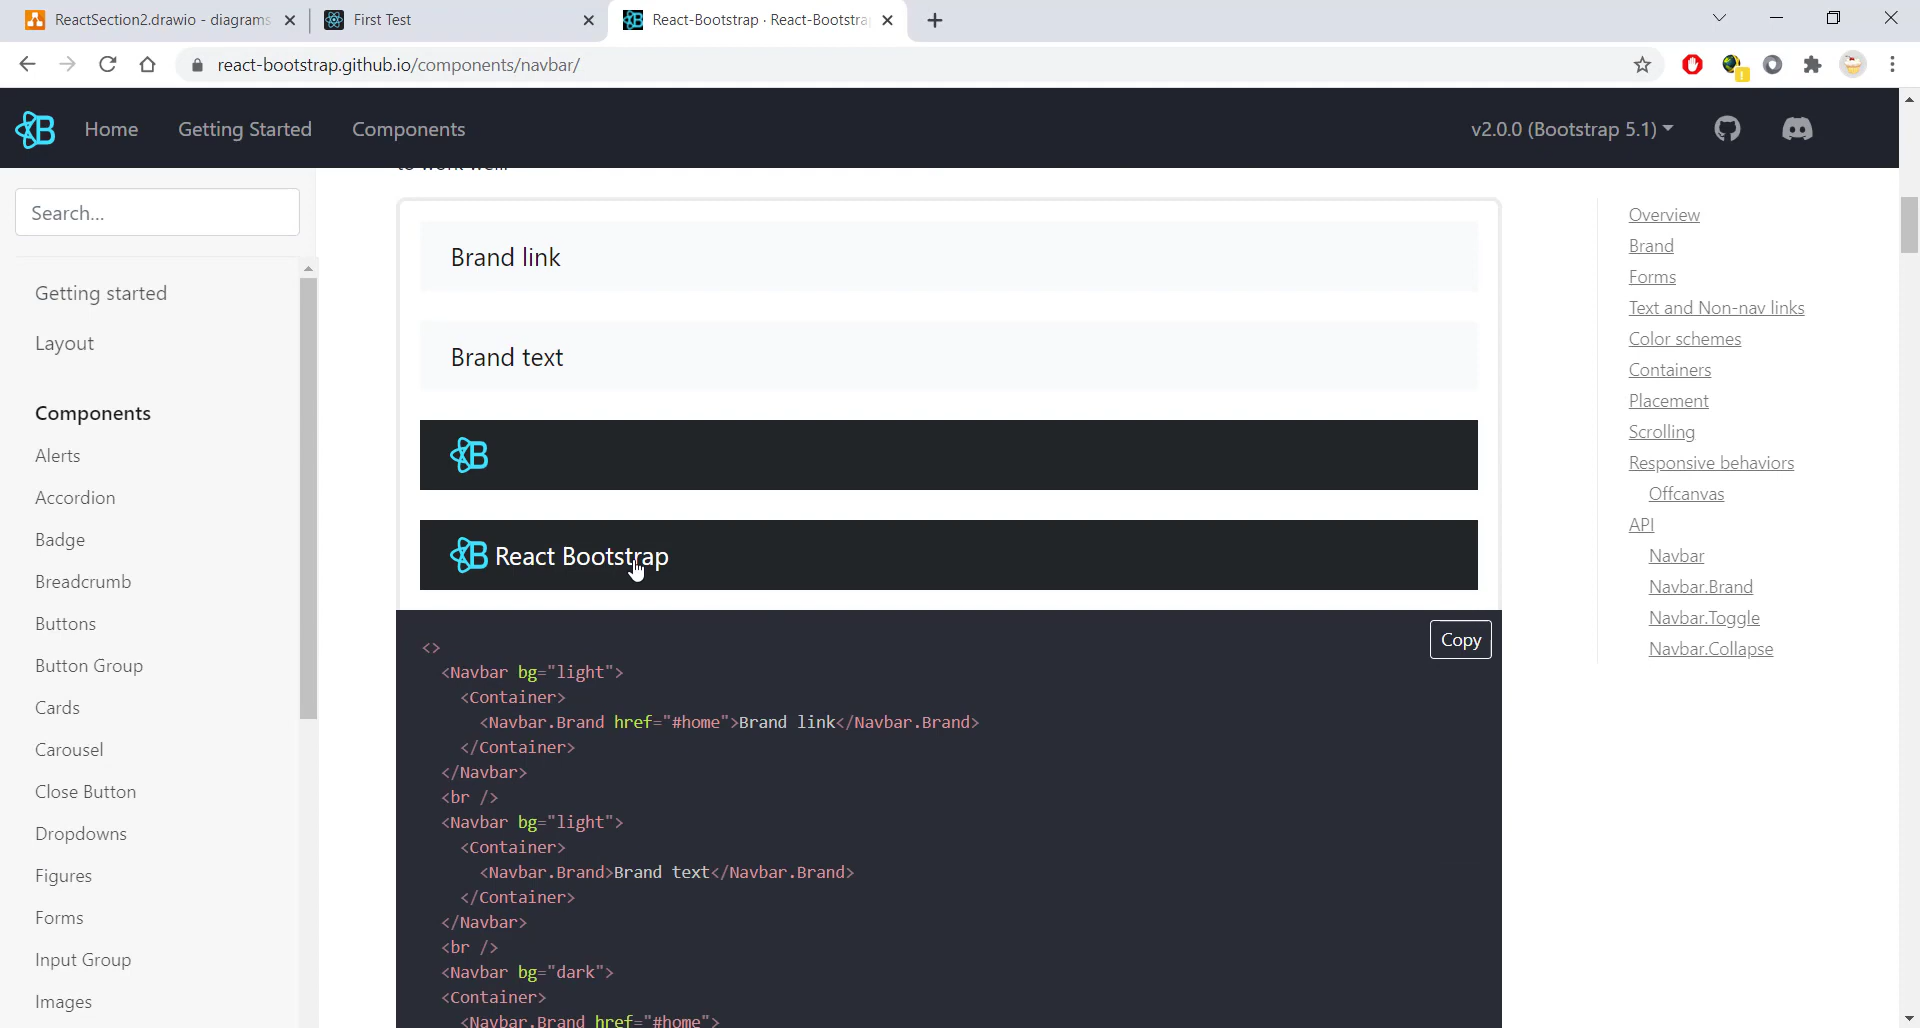 ReactSection2.drawio - diagrams
First Test
React-Bootstrap · React-Bootstra
react-bootstrap.github.io/components/navbar/
Home
Getting Started
Components
v2.0.0 (Bootstrap 5.1)
to work well..
Search...
Getting started
Layout
Components
Alerts
Accordion
Badge
Breadcrumb
Buttons
Button Group
Cards
Carousel
Close Button
Dropdowns
Figures
Forms
Input Group
Images
Brand link
Brand text
B
B React Bootstrap
Copy
<>
<Navbar bg="light">
<Container>
<Navbar.Brand href="#home">Brand link</Navbar.Brand>
</Container>
</Navbar>
<br />
<Navbar bg="light">
<Container>
<Navbar.Brand>Brand text</Navbar.Brand>
</Container>
</Navbar>
<br />
<Navbar bg="dark">
<Container>
<Navbar.Brand href="#home">
Overview
Brand
Forms
Text and Non-nav links
Color schemes
Containers
Placement
Scrolling
Responsive behaviors
Offcanvas
API
Navbar
Navbar.Brand
Navbar.Toggle
Navbar.Collapse